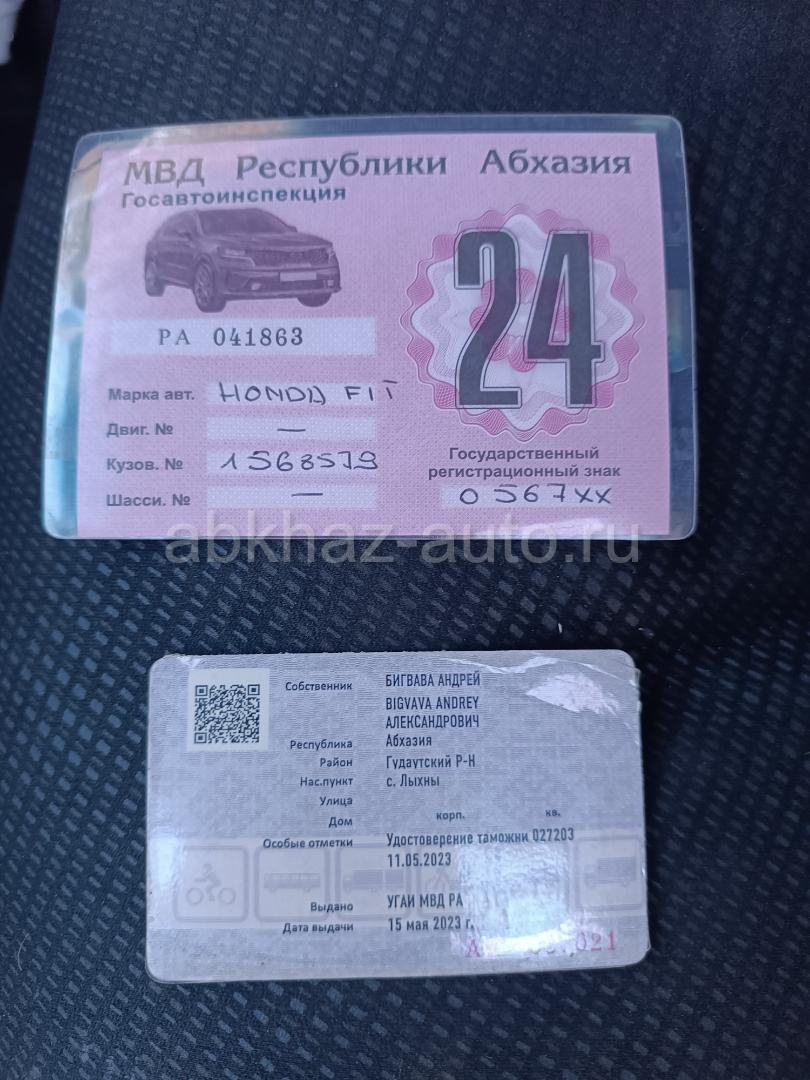 МВД Республики Абхазия
Госавтоинспекция
24
РА 041863
Марка авт. HONDA FIT
Двиг. № —
Кузов. № 1568579
Шасси. № —
Государственный
регистрационный знак
О 567ХХ
abkhaz-auto.ru
Собственник БИГВАВА АНДРЕЙ
BIGVAVA ANDREY
АЛЕКСАНДРОВИЧ
Республика Абхазия
Район Гудаутский Р-Н
Нас.пункт с. Лыхны
Улица
Дом корп. кв.
Особые отметки Удостоверение таможни 027203
11.05.2023
Выдано УГАИ МВД РА
Дата выдачи 15 мая 2023 г.